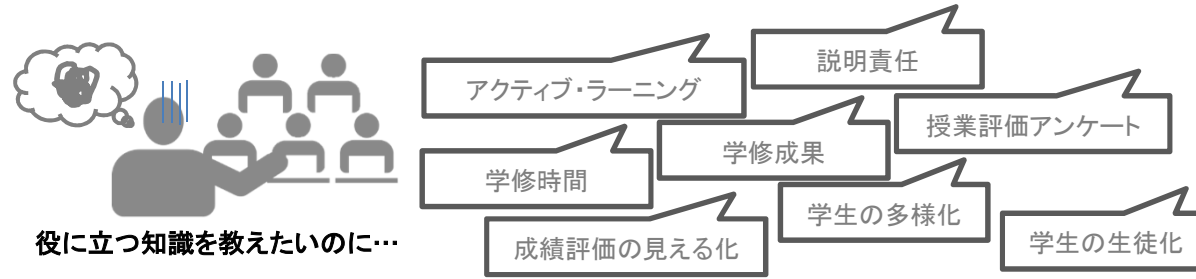 説明責任
アクティブ・ラーニング
授業評価アンケート
学修成果
学修時間
学生の多様化
成績評価の見える化
学生の生徒化
役に立つ知識を教えたいのに…